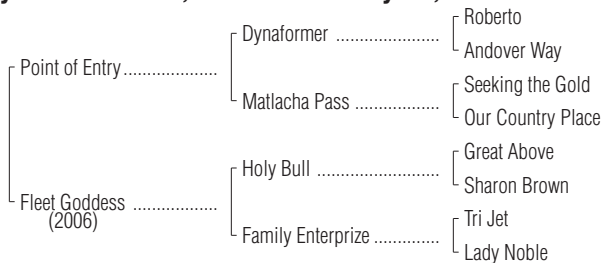 Roberto
Dynaformer ...................
Andover Way
Point of Entry...................
Seeking the Gold
Matlacha Pass ..................
Our Country Place
Great Above
Holy Bull ...........................
Sharon Brown
Fleet Goddess .................
(2006)
Tri Jet
Family Enterprize ..............
Lady Noble